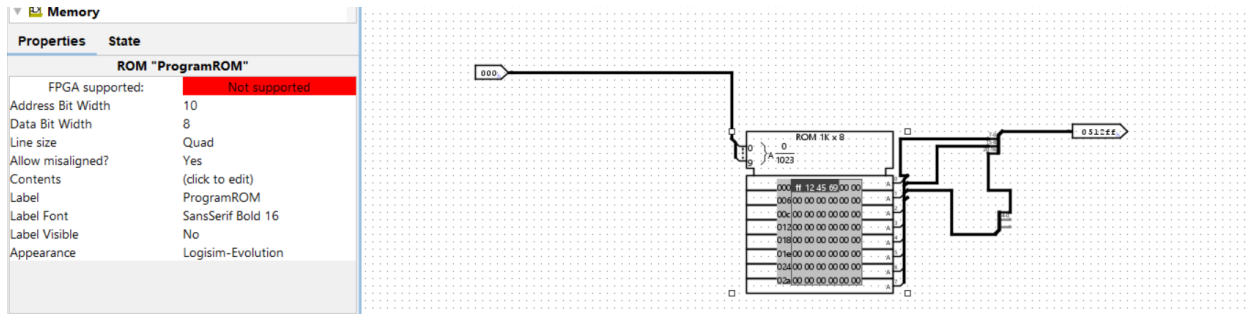 Memory
Properties State
ROM "ProgramROM"
FPGA supported: Not supported
Address Bit Width 10
Data Bit Width 8
Line size Quad
Allow misaligned? Yes
Contents (click to edit)
Label ProgramROM
Label Font SansSerif Bold 16
Label Visible No
Appearance Logisim-Evolution
000
0512ff
ROM 1K x 8
0
9
A
0
1023
000 ff 12 45 69 00 00
006 00 00 00 00 00 00
00c 00 00 00 00 00 00
012 00 00 00 00 00 00
018 00 00 00 00 00 00
01e 00 00 00 00 00 00
024 00 00 00 00 00 00
02a 00 00 00 00 00 00
A
A
A
A
A
A
A
A